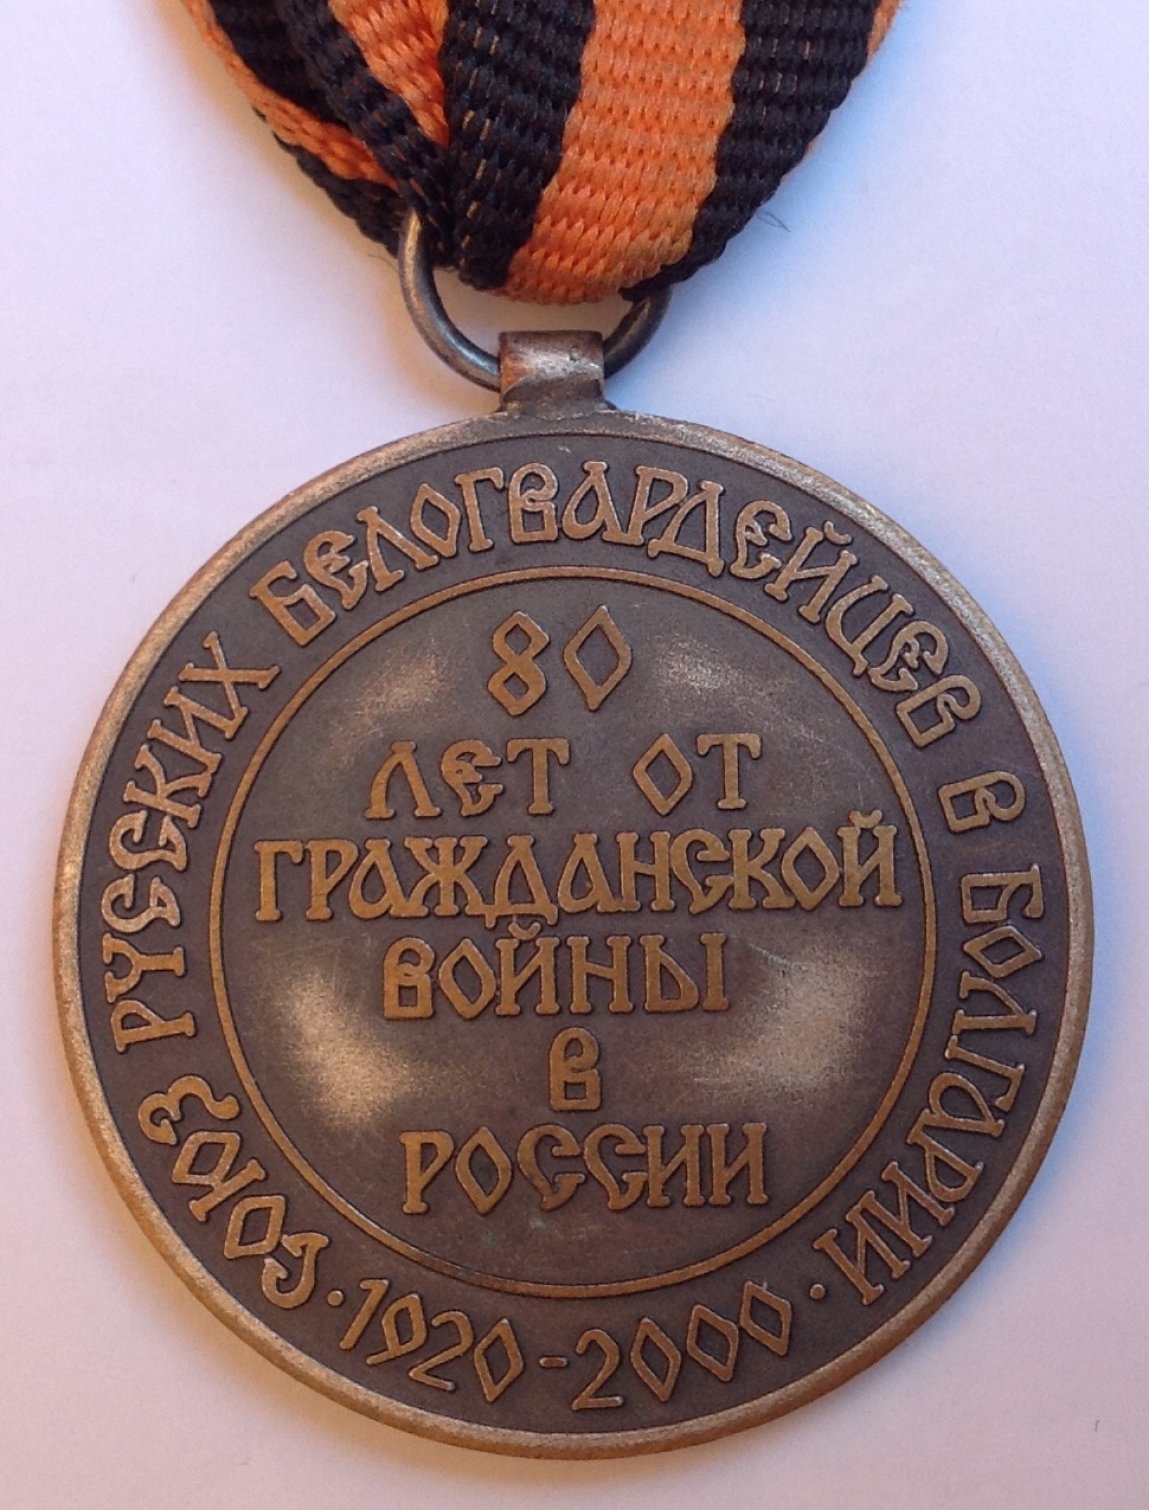 СОЮЗ РУССКИХ БЕЛОГВАРДЕЙЦЕВ В БОЛГАРИИ
80
ЛЕТ ОТ
ГРАЖДАНСКОЙ
ВОЙНЫ
В
РОССИИ
· 1920-2000 ·